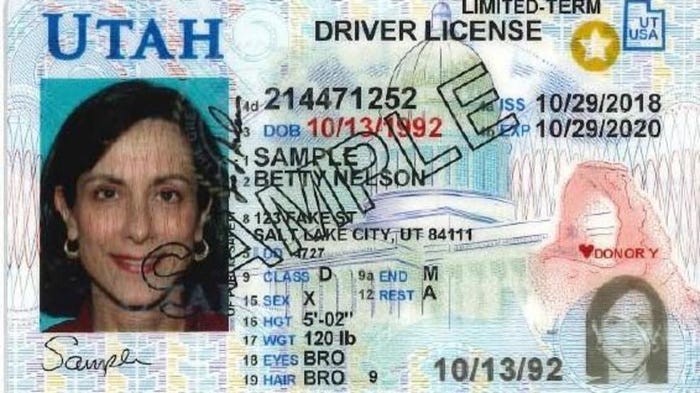 LIMITED-TERM
UTAH DRIVER LICENSE UT USA
4d 214471252 4a ISS 10/29/2018
3 DOB 10/13/1992 4b EXP 10/29/2020
1 SAMPLE
2 BETTY NELSON
8 123 FAKE ST
SALT LAKE CITY, UT 84111
5 DD 4727
9 CLASS D 9a END M
15 SEX X 12 REST A
16 HGT 5'-02"
17 WGT 120 lb
18 EYES BRO
19 HAIR BRO 9
DONOR Y
10/13/92
SAMPLE
Sample